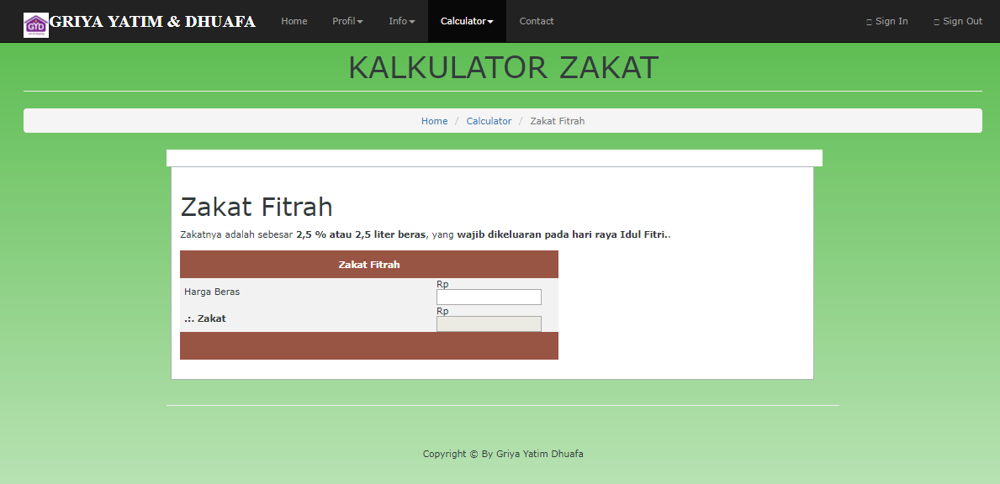 GTD GRIYA YATIM & DHUAFA Home Profil Info Calculator Contact Sign In Sign Out
KALKULATOR ZAKAT
Home / Calculator / Zakat Fitrah
Zakat Fitrah
Zakatnya adalah sebesar 2,5 % atau 2,5 liter beras, yang wajib dikeluaran pada hari raya Idul Fitri..
Zakat Fitrah
Harga Beras Rp
.:. Zakat Rp
Copyright © By Griya Yatim Dhuafa